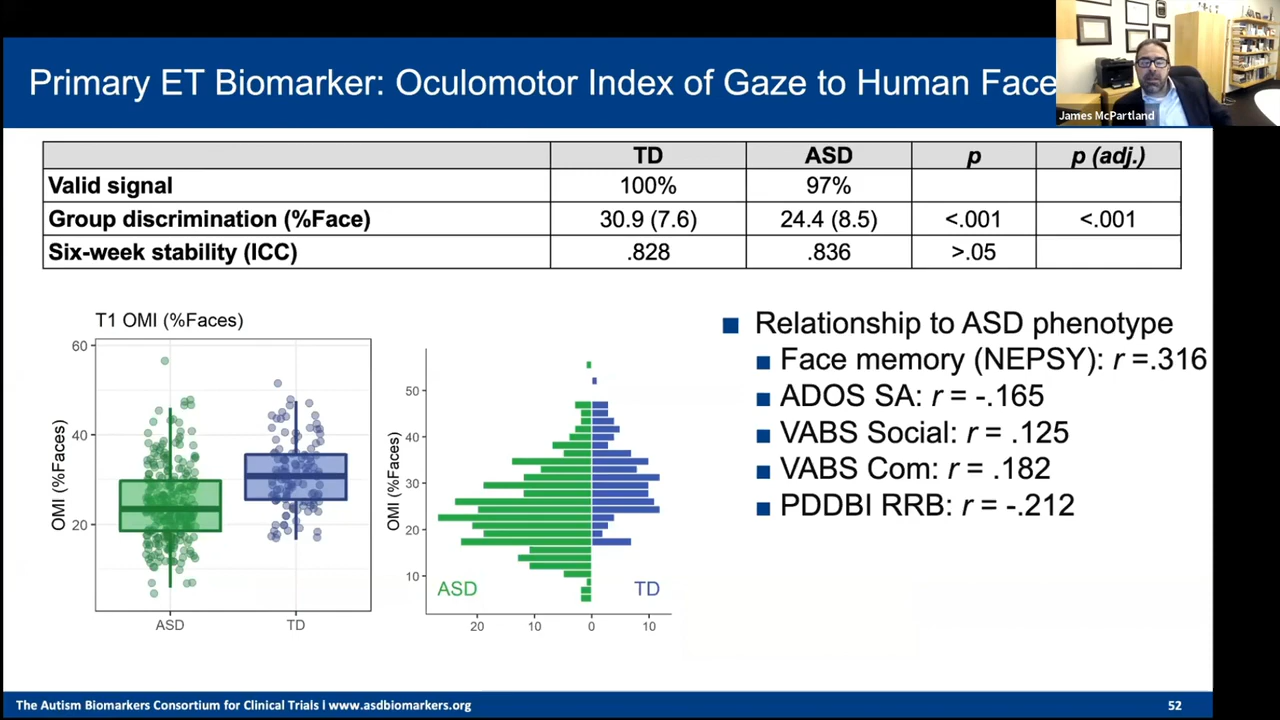 Primary ET Biomarker: Oculomotor Index of Gaze to Human Face
James McPartland
TD ASD p p (adj.)
Valid signal 100% 97%
Group discrimination (%Face) 30.9 (7.6) 24.4 (8.5) <.001 <.001
Six-week stability (ICC) .828 .836 >.05
T1 OMI (%Faces)
OMI (%Faces)
60
40
20
ASD TD
OMI (%Faces)
50
40
30
20
10
ASD TD
20 10 0 10
■ Relationship to ASD phenotype
■ Face memory (NEPSY): r =.316
■ ADOS SA: r = -.165
■ VABS Social: r = .125
■ VABS Com: r = .182
■ PDDBI RRB: r = -.212
The Autism Biomarkers Consortium for Clinical Trials l www.asdbiomarkers.org
52